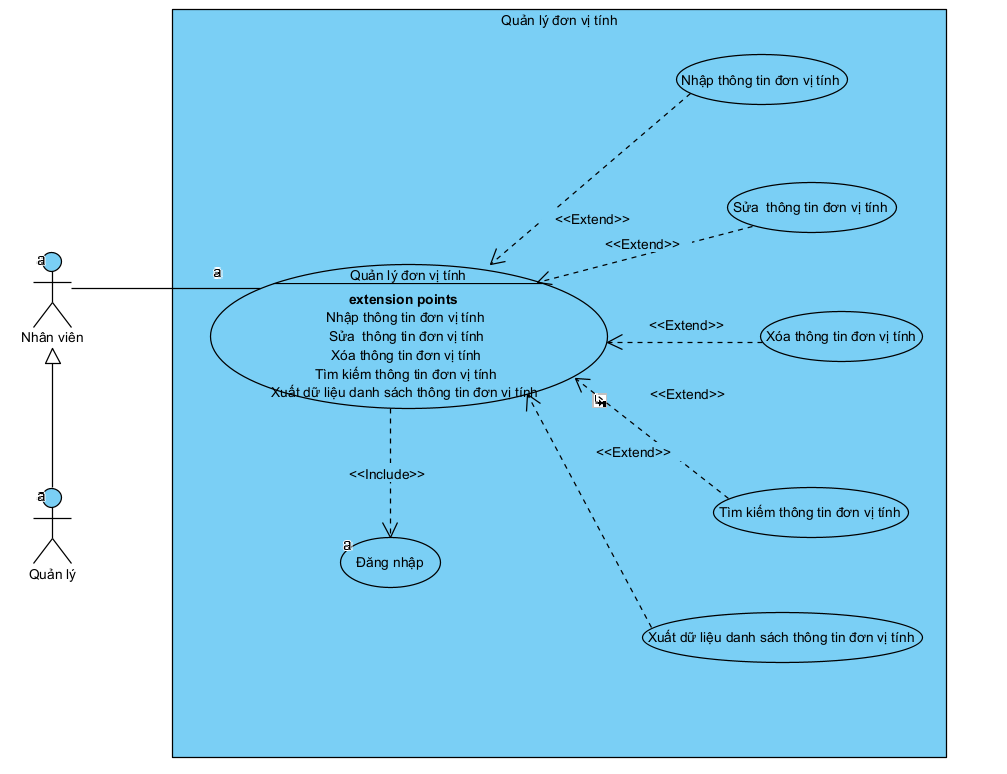 Quản lý đơn vị tính
Nhập thông tin đơn vị tính
Sửa  thông tin đơn vị tính
<<Extend>>
<<Extend>>
a
a
Nhân viên
Quản lý đơn vị tính
extension points
Nhập thông tin đơn vị tính
Sửa  thông tin đơn vị tính
Xóa thông tin đơn vị tính
Tìm kiếm thông tin đơn vị tính
Xuất dữ liệu danh sách thông tin đơn vị tính
<<Extend>>
Xóa thông tin đơn vị tính
<<Extend>>
<<Extend>>
<<Include>>
a
Quản lý
Tìm kiếm thông tin đơn vị tính
a
Đăng nhập
Xuất dữ liệu danh sách thông tin đơn vị tính